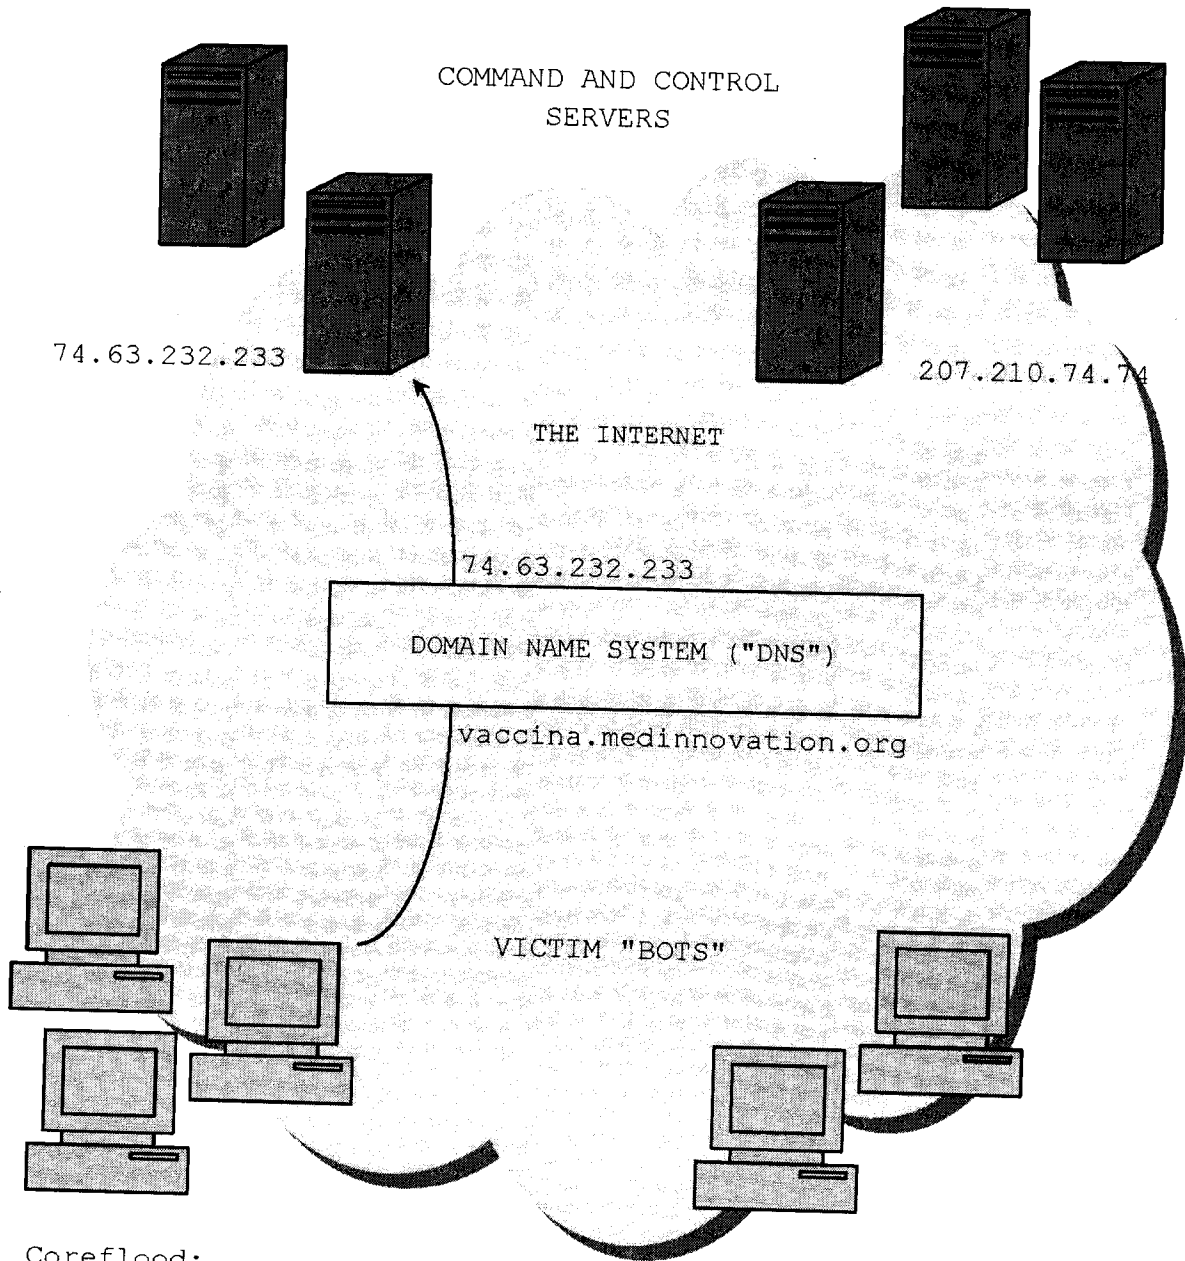 COMMAND AND CONTROL
SERVERS
74.63.232.233
207.210.74.74
THE INTERNET
74.63.232.233
DOMAIN NAME SYSTEM ("DNS")
vaccina.medinnovation.org
VICTIM "BOTS"
Coreflood: